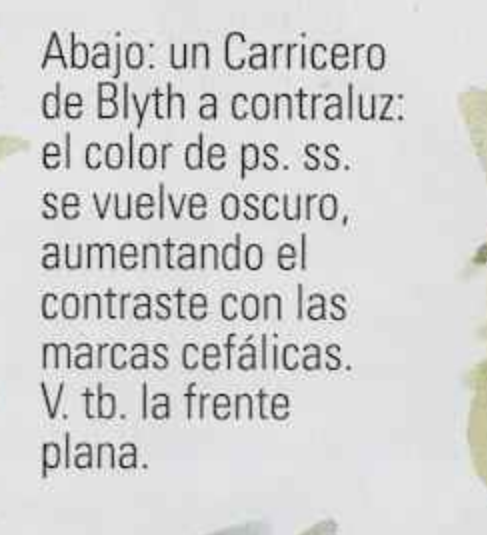 Abajo: un Carricero
de Blyth a contraluz:
el color de ps. ss.
se vuelve oscuro,
aumentando el
contraste con las
marcas cefálicas.
V. tb. la frente
plana.